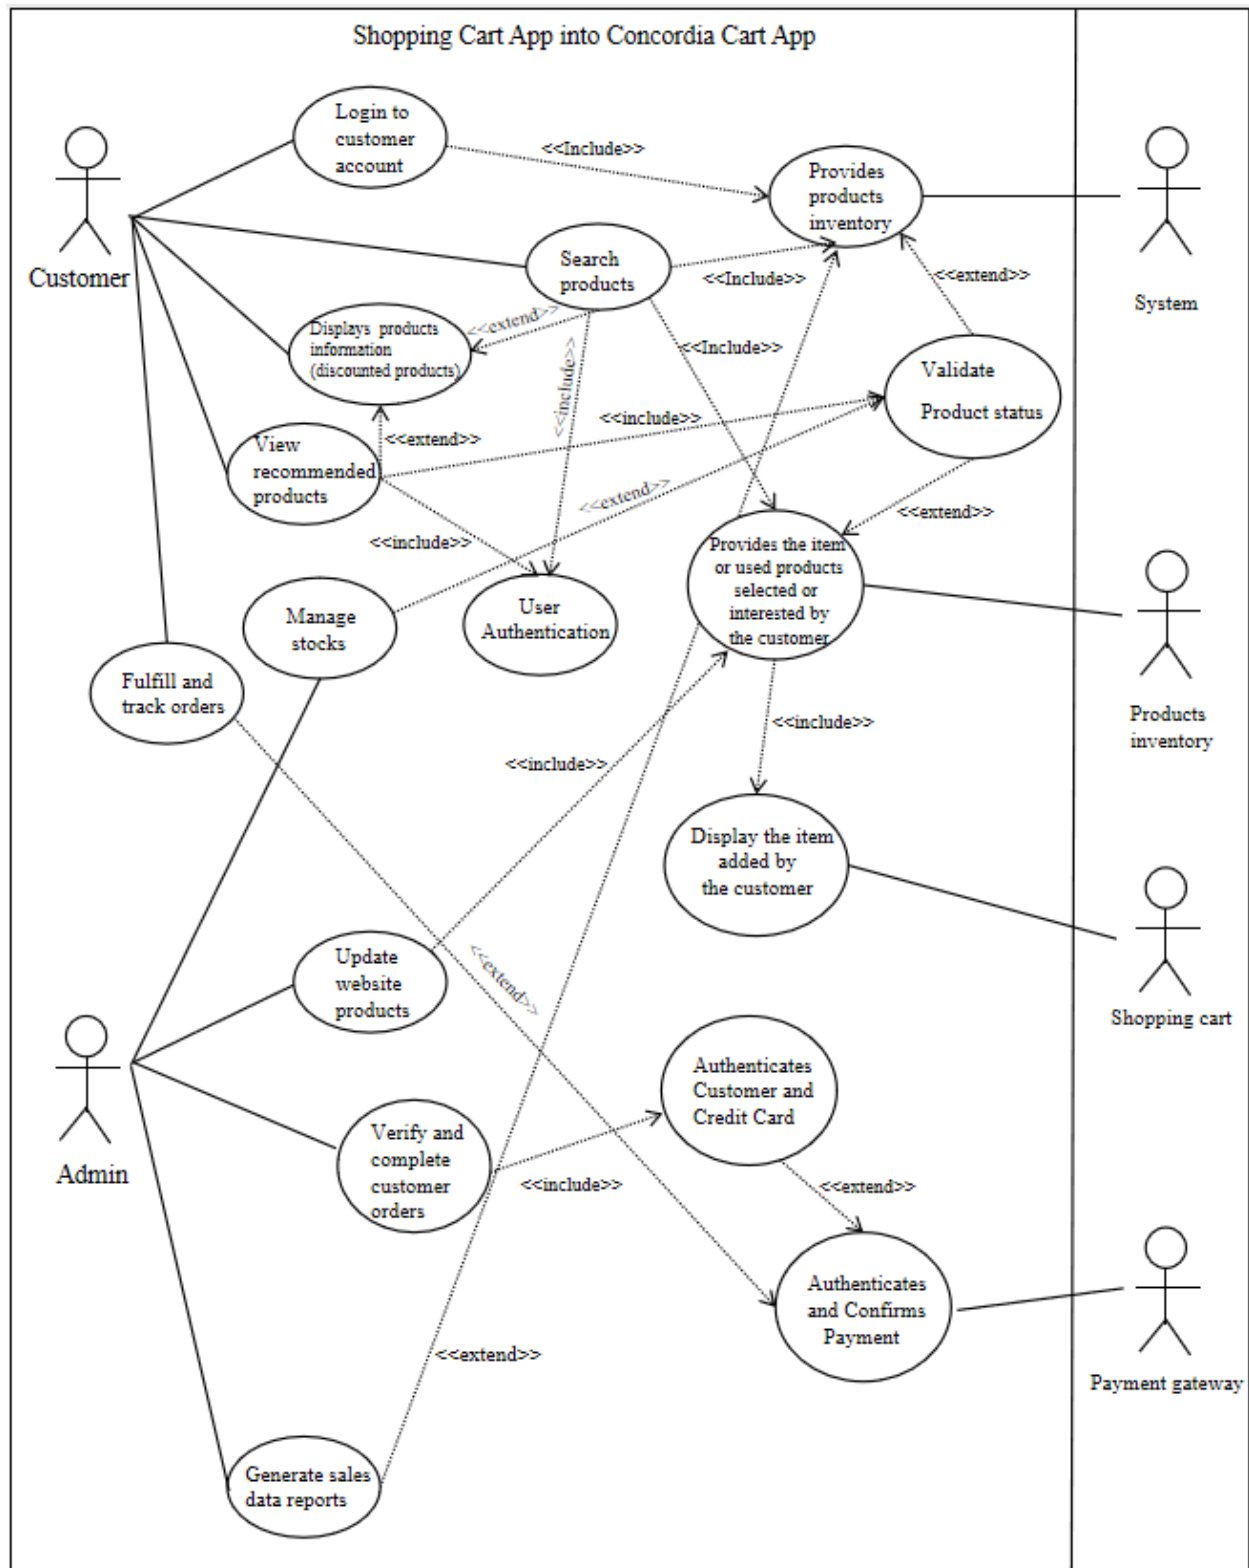 Shopping Cart App into Concordia Cart App
Login to
customer
account
<<Include>>
Provides
products
inventory
Customer
System
Search
products
<<Include>>
<<extend>>
<<extend>>
Displays products
information
(discounted products)
<<include>>
<<Include>>
Validate
Product status
<<extend>>
View
recommended
products
<<include>>
<<extend>>
<<extend>>
<<include>>
Provides the item
or used products
selected or
interested by
the customer
Manage
stocks
User
Authentication
Fulfill and
track orders
Products
inventory
<<include>>
<<include>>
Display the item
added by
the customer
Update
website
products
<<extend>>
Shopping cart
Authenticates
Customer and
Credit Card
Admin
Verify and
complete
customer
orders
<<include>>
<<extend>>
Authenticates
and Confirms
Payment
<<extend>>
Payment gateway
Generate sales
data reports